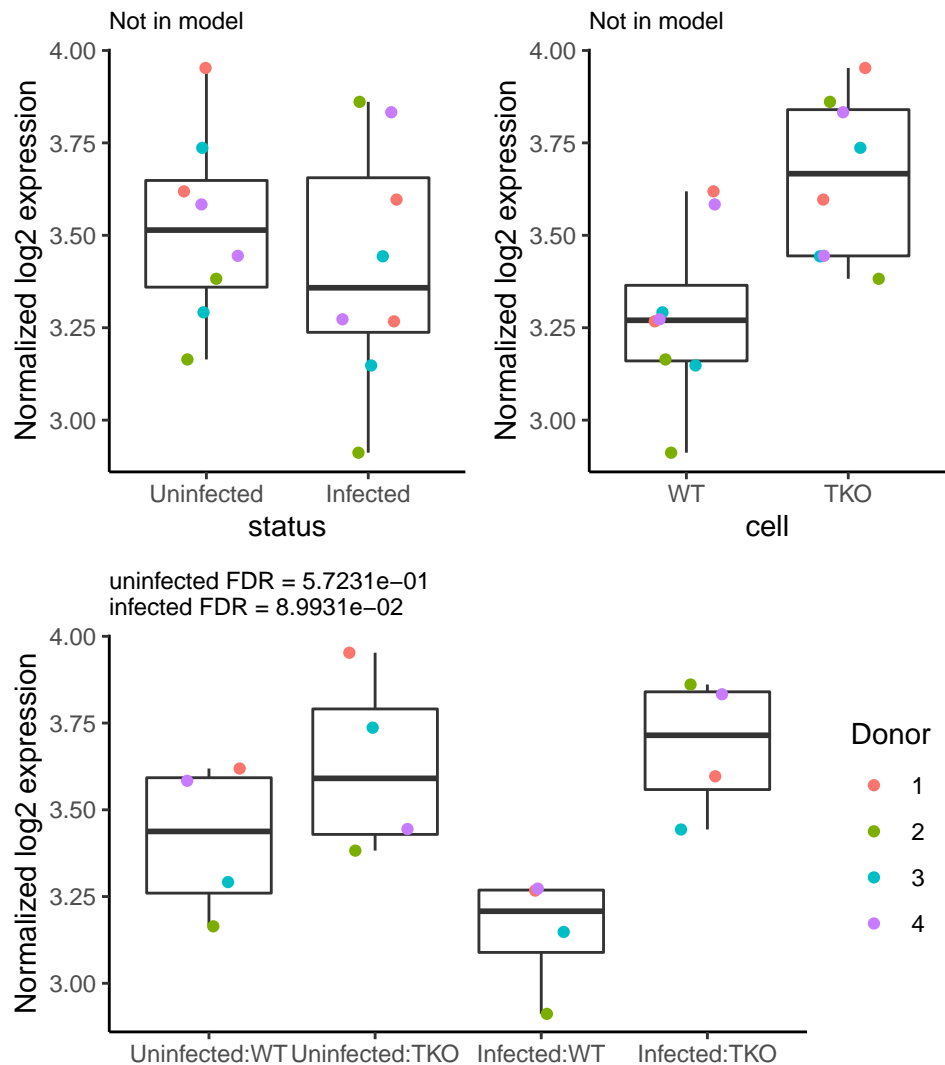 Not in model
Normalized log2 expression
4.00
3.75
3.50
3.25
3.00
Uninfected
Infected
status
Not in model
Normalized log2 expression
4.00
3.75
3.50
3.25
3.00
WT
TKO
cell
uninfected FDR = 5.7231e−01
infected FDR = 8.9931e−02
Normalized log2 expression
4.00
3.75
3.50
3.25
3.00
Uninfected:WT
Uninfected:TKO
Infected:WT
Infected:TKO
Donor
1
2
3
4